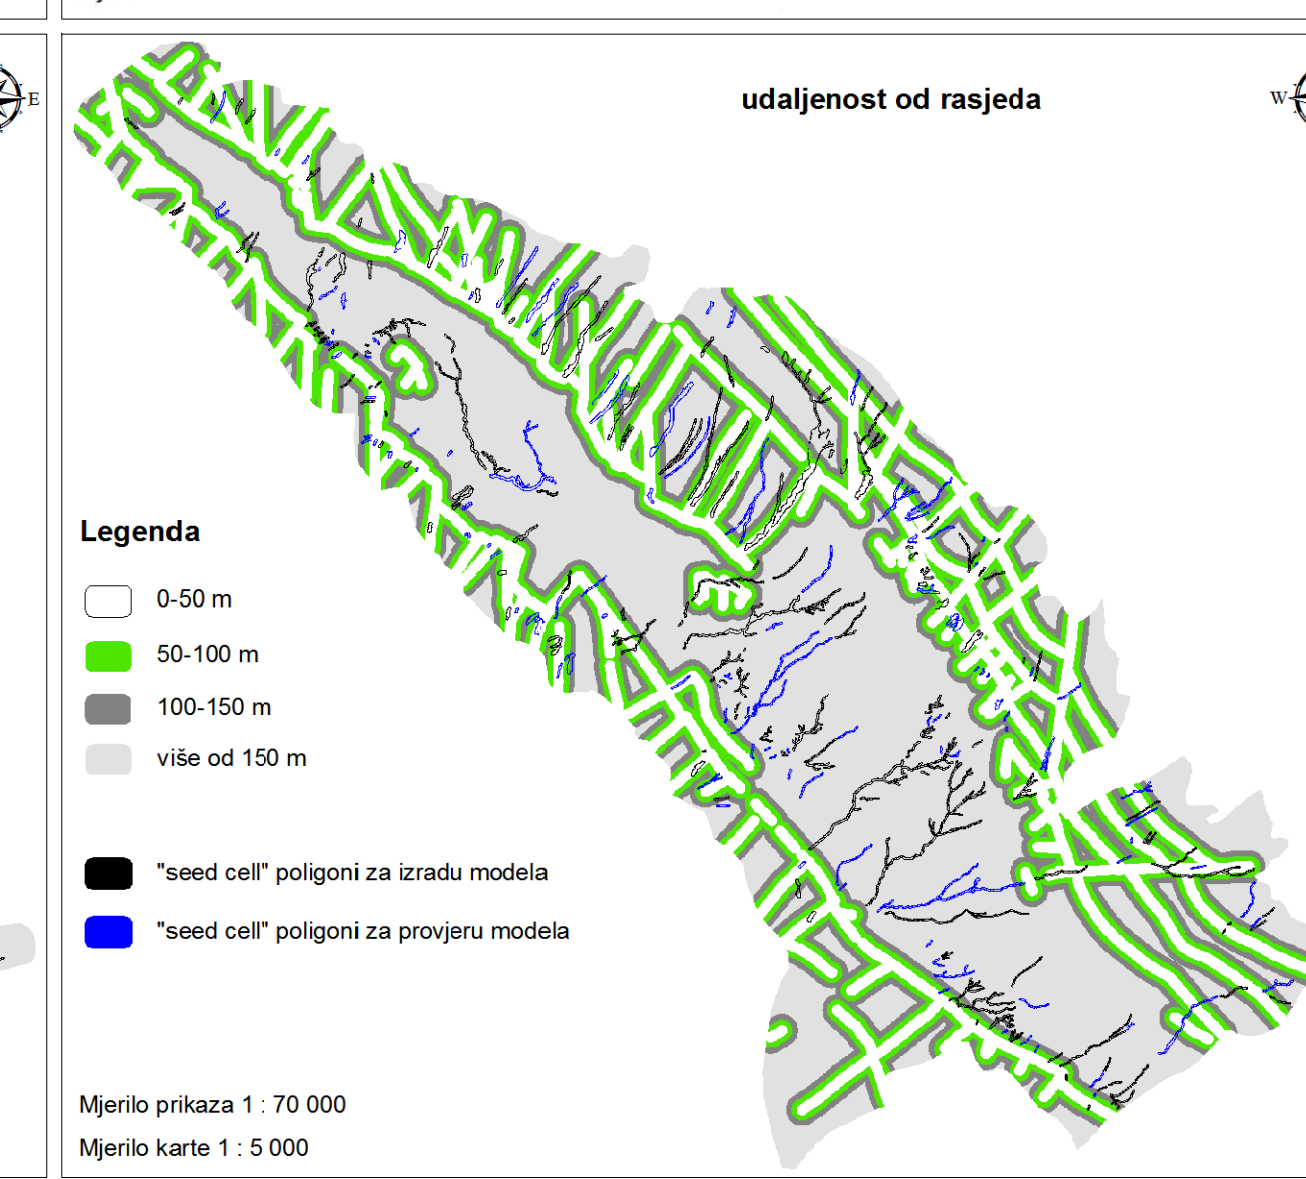 E
udaljenost od rasjeda
W
Legenda
0-50 m
50-100 m
100-150 m
više od 150 m
"seed cell" poligoni za izradu modela
"seed cell" poligoni za provjeru modela
Mjerilo prikaza 1 : 70 000
Mjerilo karte 1 : 5 000